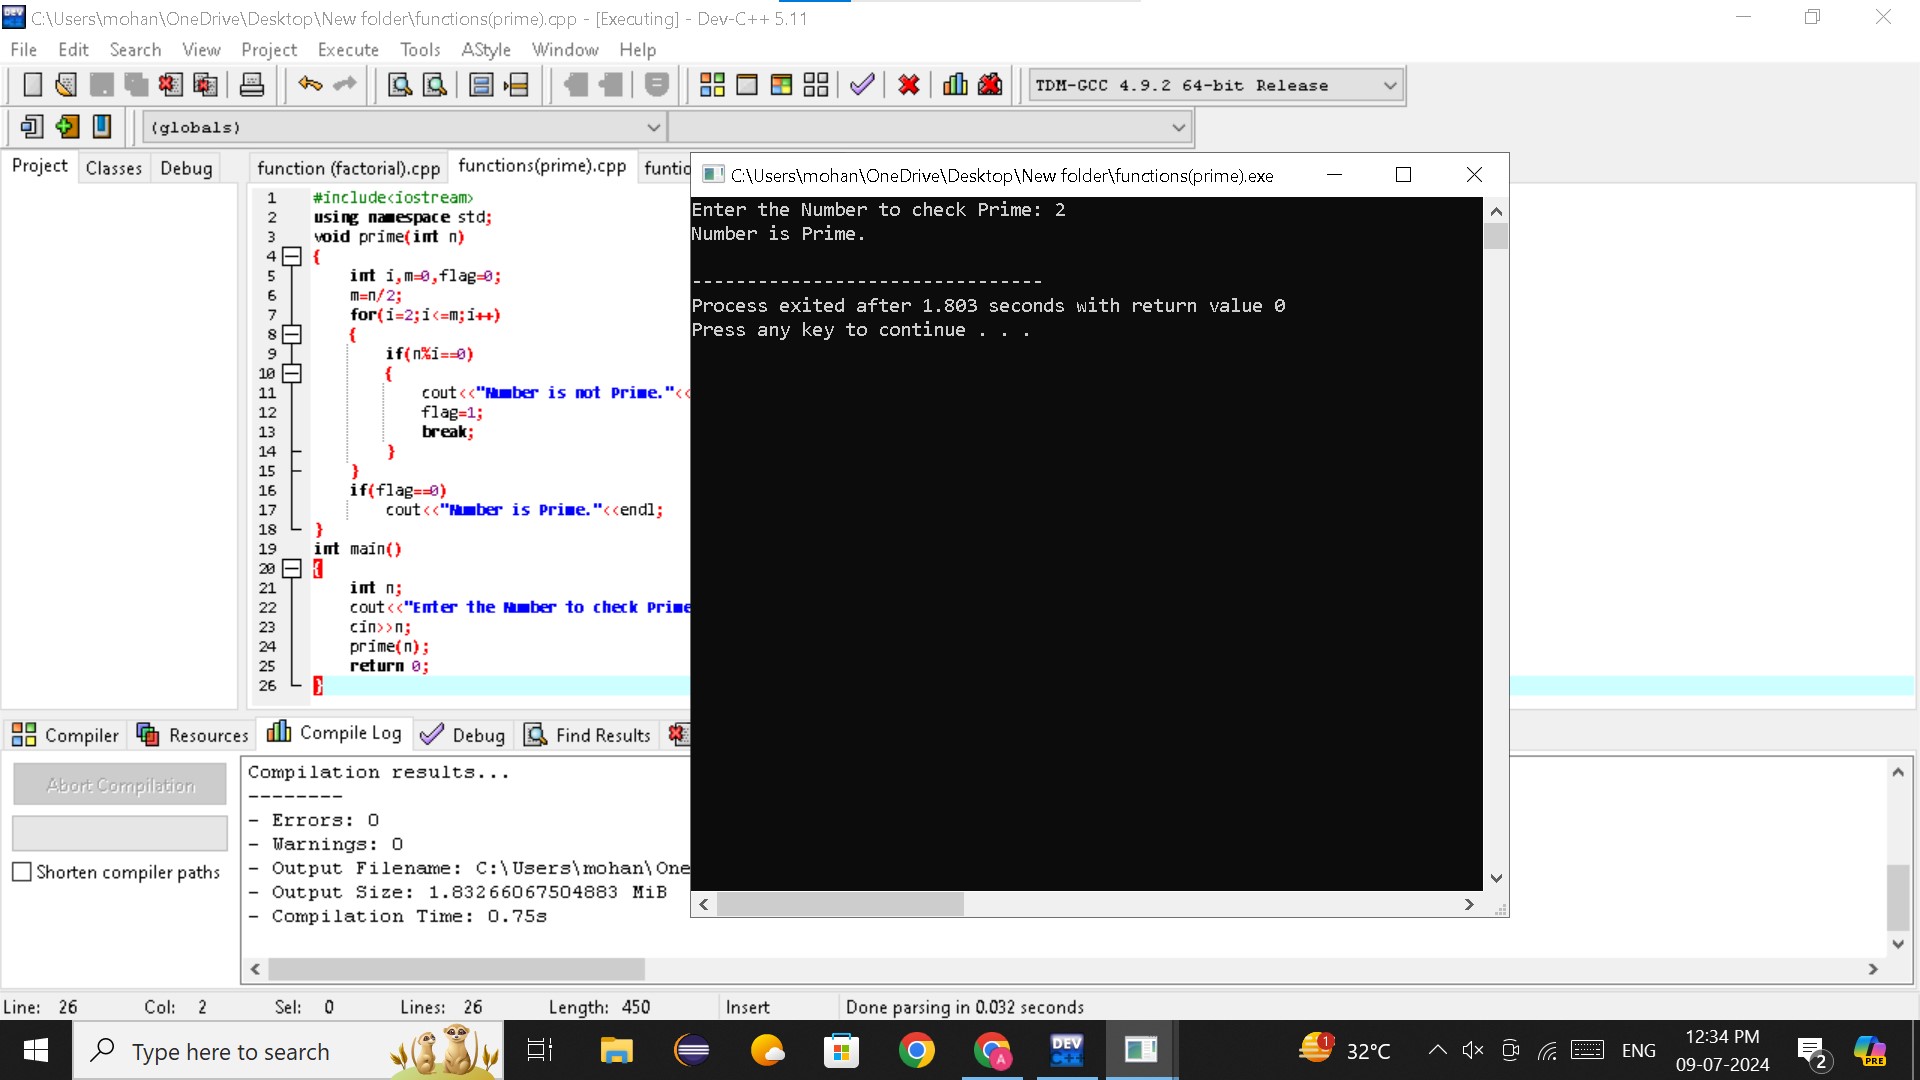 C:\Users\mohan\OneDrive\Desktop\New folder\functions(prime).cpp - [Executing] - Dev-C++ 5.11
File Edit Search View Project Execute Tools AStyle Window Help
TDM-GCC 4.9.2 64-bit Release
(globals)
Project Classes Debug
function (factorial).cpp functions(prime).cpp
1 #include<iostream>
2 using namespace std;
3 void prime(int n)
4 {
5 int i,m=0,flag=0;
6 m=n/2;
7 for(i=2;i<=m;i++)
8 {
9 if(n%i==0)
10 {
11 cout<<"Number is not Prime."<<
12 flag=1;
13 break;
14 }
15 }
16 if(flag==0)
17 cout<<"Number is Prime."<<endl;
18 }
19 int main()
20 {
21 int n;
22 cout<<"Enter the Number to check Prime
23 cin>>n;
24 prime(n);
25 return 0;
26 }
C:\Users\mohan\OneDrive\Desktop\New folder\functions(prime).exe
Enter the Number to check Prime: 2
Number is Prime.
--------------------------------
Process exited after 1.803 seconds with return value 0
Press any key to continue . . .
Compiler Resources Compile Log Debug Find Results
Abort Compilation
Shorten compiler paths
Compilation results...
--------
- Errors: 0
- Warnings: 0
- Output Filename: C:\Users\mohan\One
- Output Size: 1.83266067504883 MiB
- Compilation Time: 0.75s
Line: 26 Col: 2 Sel: 0 Lines: 26 Length: 450 Insert Done parsing in 0.032 seconds
Type here to search
DEV C++
1
32°C
ENG
12:34 PM
09-07-2024
2
PRE